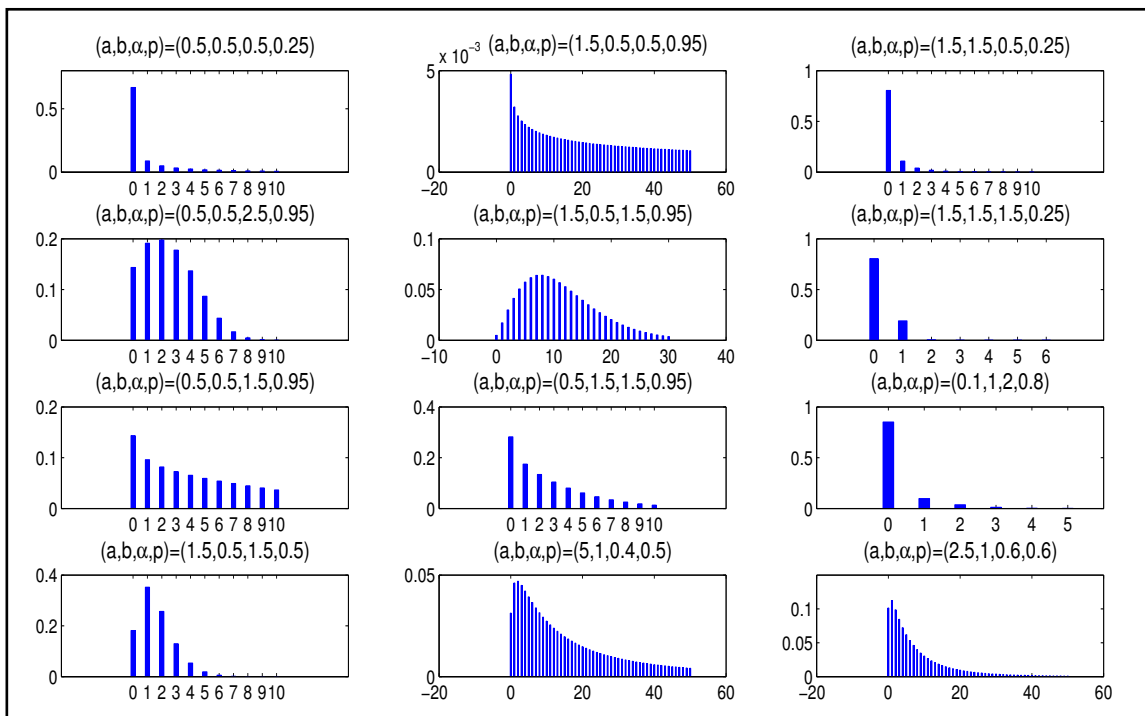 (a,b,α,p)=(0.5,0.5,0.5,0.25)
0.5
0
0 1 2 3 4 5 6 7 8 9 10
x 10⁻³ (a,b,α,p)=(1.5,0.5,0.5,0.95)
5
0
−20 0 20 40 60
(a,b,α,p)=(1.5,1.5,0.5,0.25)
1
0.5
0
0 1 2 3 4 5 6 7 8 9 10
(a,b,α,p)=(0.5,0.5,2.5,0.95)
0.2
0.1
0
0 1 2 3 4 5 6 7 8 9 10
(a,b,α,p)=(1.5,0.5,1.5,0.95)
0.1
0.05
0
−10 0 10 20 30 40
(a,b,α,p)=(1.5,1.5,1.5,0.25)
1
0.5
0
0 1 2 3 4 5 6
(a,b,α,p)=(0.5,0.5,1.5,0.95)
0.2
0.1
0
0 1 2 3 4 5 6 7 8 9 10
(a,b,α,p)=(0.5,1.5,1.5,0.95)
0.4
0.2
0
0 1 2 3 4 5 6 7 8 9 10
(a,b,α,p)=(0.1,1,2,0.8)
1
0.5
0
0 1 2 3 4 5
(a,b,α,p)=(1.5,0.5,1.5,0.5)
0.4
0.2
0
0 1 2 3 4 5 6 7 8 9 10
(a,b,α,p)=(5,1,0.4,0.5)
0.05
0
0 20 40 60
(a,b,α,p)=(2.5,1,0.6,0.6)
0.1
0.05
0
−20 0 20 40 60